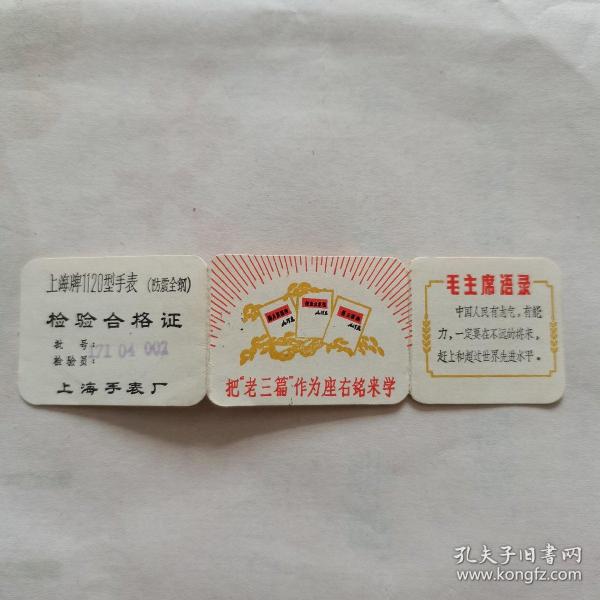 上海牌1120型手表（防震全钢）
检验合格证
批号：171 04 002
检验员：
上海手表厂
把“老三篇”作为座右铭来学
毛主席语录
中国人民有志气，有能
力，一定要在不远的将来，
赶上和超过世界先进水平。
孔夫子旧书网
www.kongfz.com